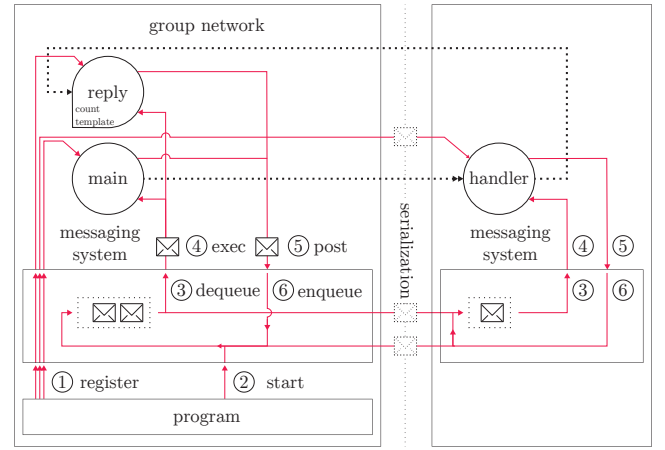 group network
reply
count
template
main
handler
messaging
system
④ exec
⑤ post
serialization
messaging
system
④
⑤
③ dequeue
⑥ enqueue
③
⑥
① register
② start
program